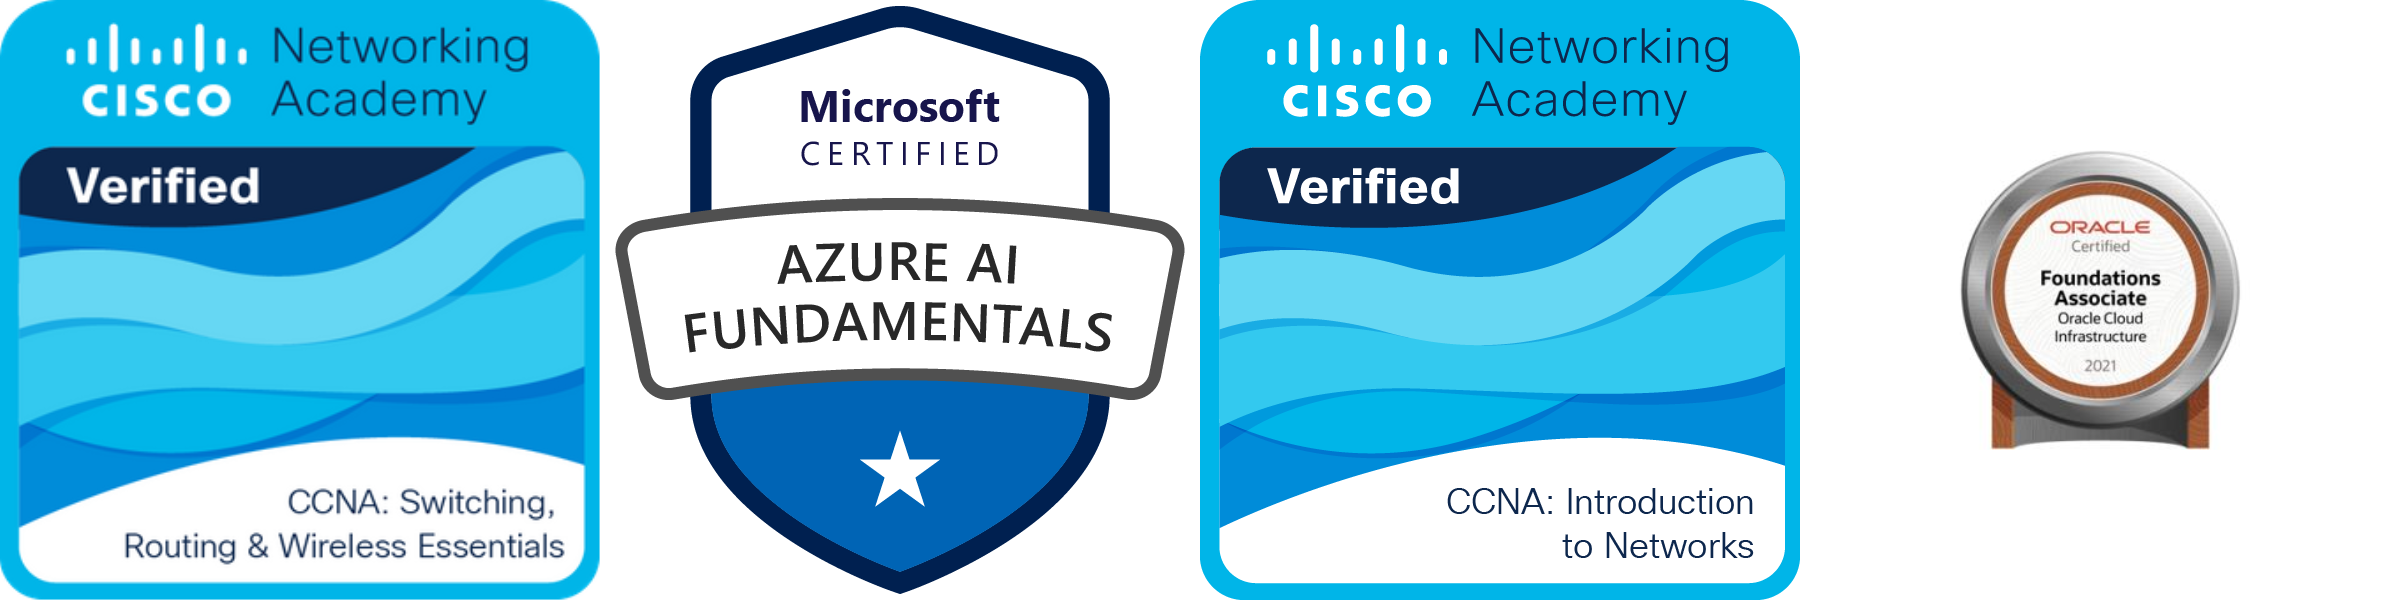 CISCO
Networking
Academy
Verified
CCNA: Switching,
Routing & Wireless Essentials
Microsoft
CERTIFIED
AZURE AI
FUNDAMENTALS
CISCO
Networking
Academy
Verified
CCNA: Introduction
to Networks
ORACLE
Certified
Foundations
Associate
Oracle Cloud
Infrastructure
2021